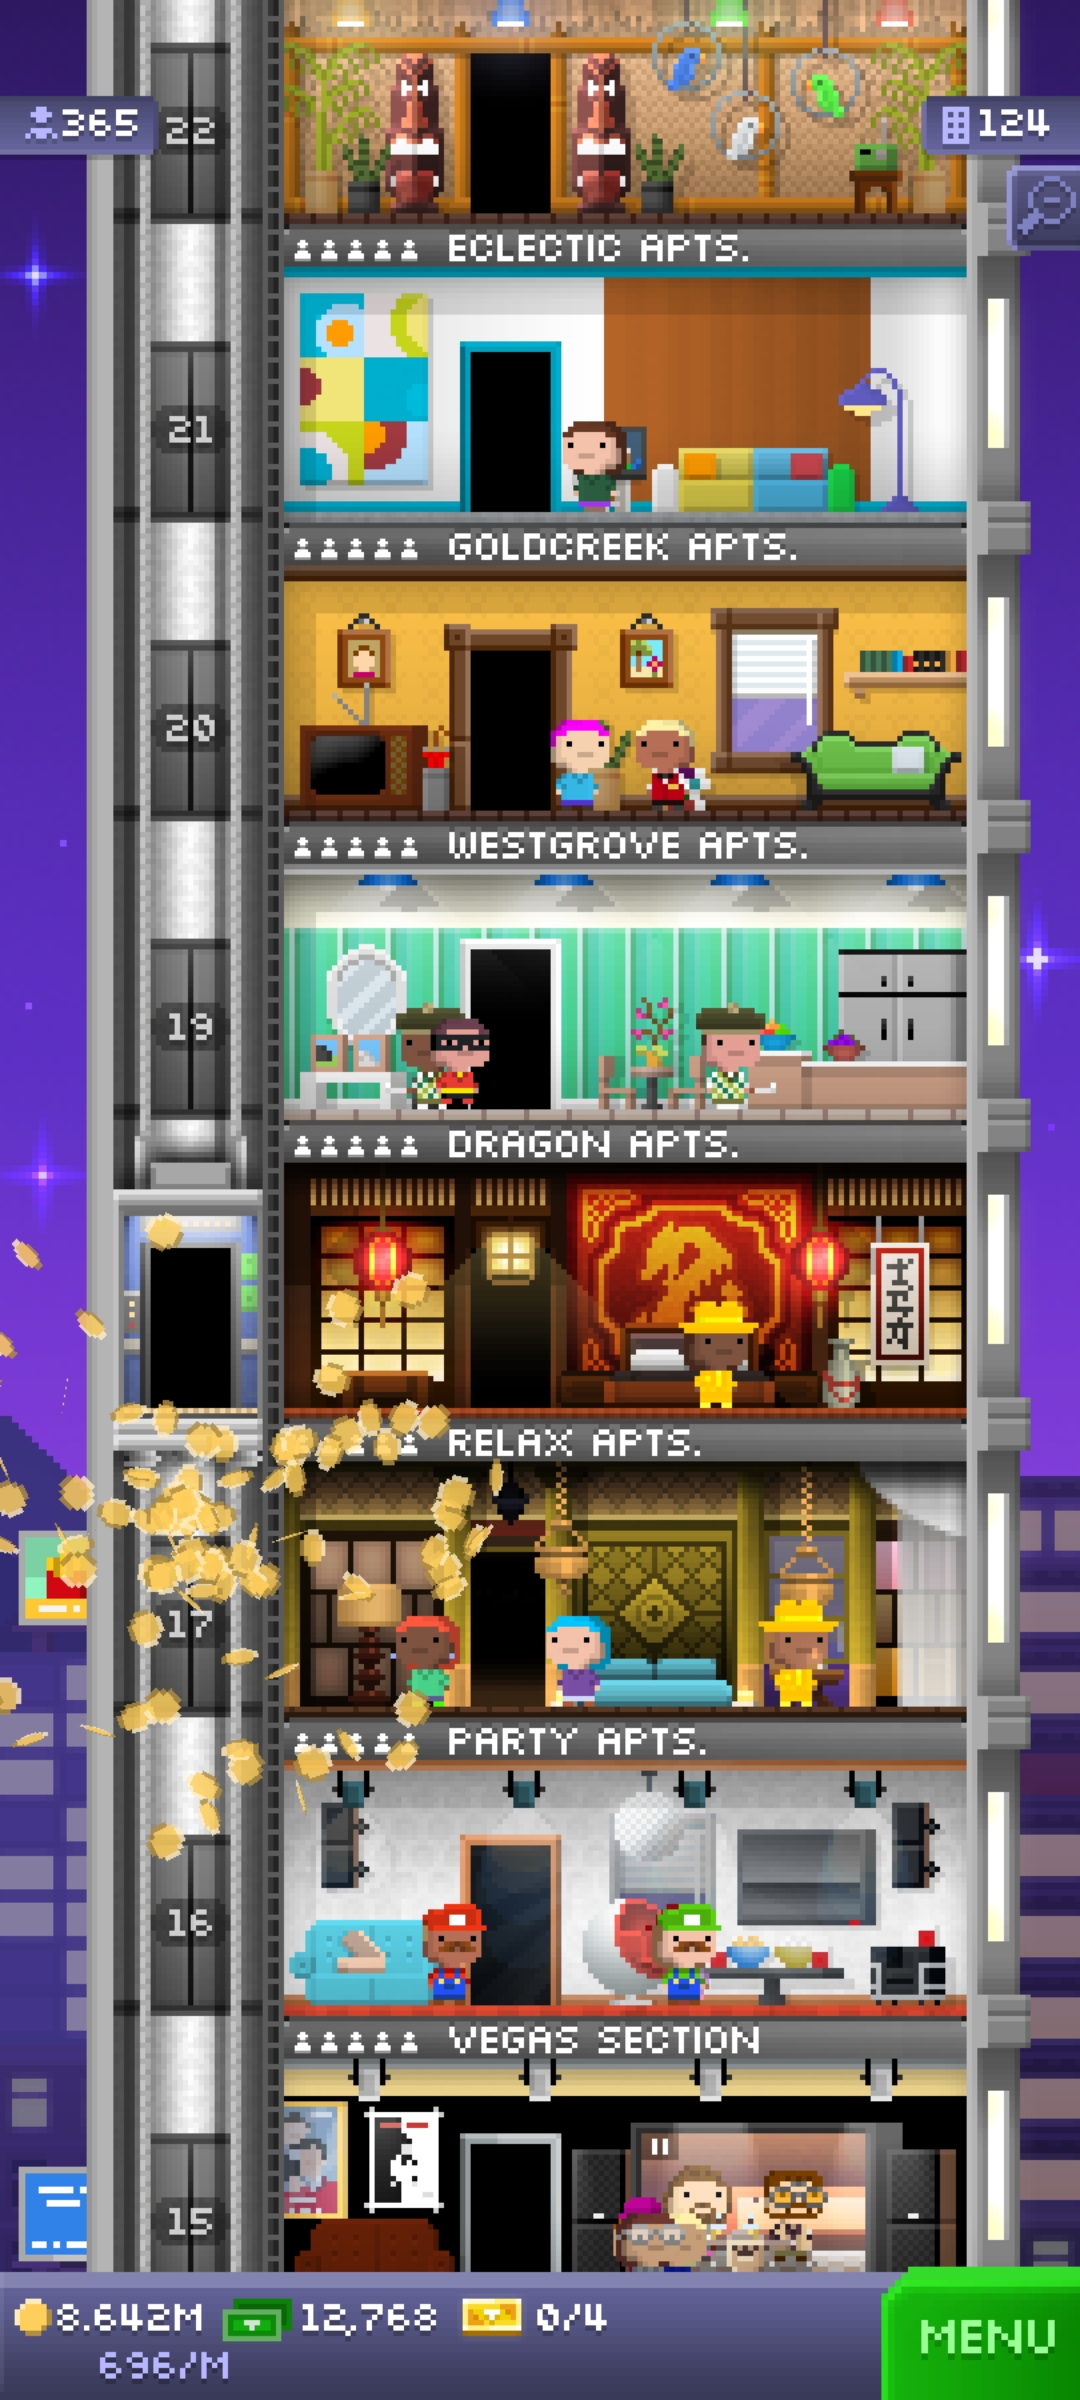 365
22
124
ECLECTIC APTS.
21
GOLDCREEK APTS.
20
WESTGROVE APTS.
19
DRAGON APTS.
RELAX APTS.
17
PARTY APTS.
16
VEGAS SECTION
15
8.642M
12,768
0/4
MENU
696/M